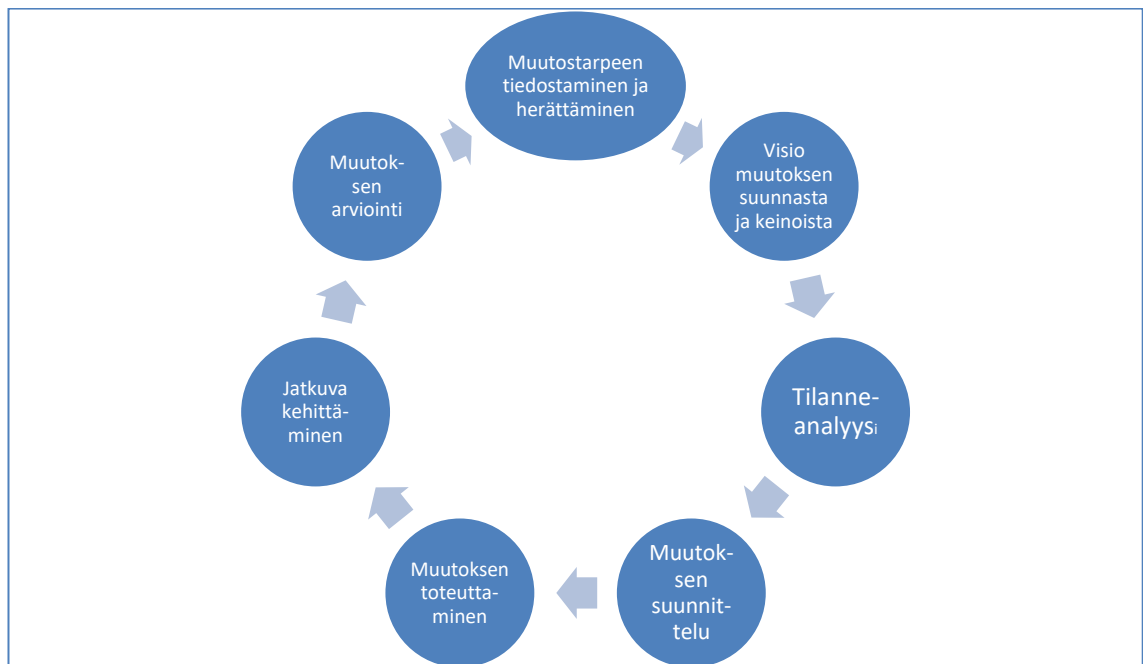 Muutostarpeen
tiedostaminen ja
herättäminen
Visio
muutoksen
suunnasta
ja keinoista
Tilanne-
analyysi
Muutok-
sen
suunnit-
telu
Muutoksen
toteutta-
minen
Jatkuva
kehittä-
minen
Muutok-
sen
arviointi